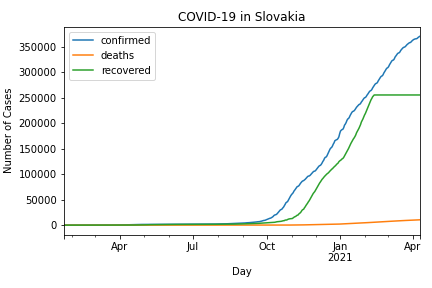 COVID-19 in Slovakia
confirmed
deaths
recovered
350000
300000
250000
200000
150000
100000
50000
0
Number of Cases
Apr
Jul
Oct
Jan
2021
Apr
Day